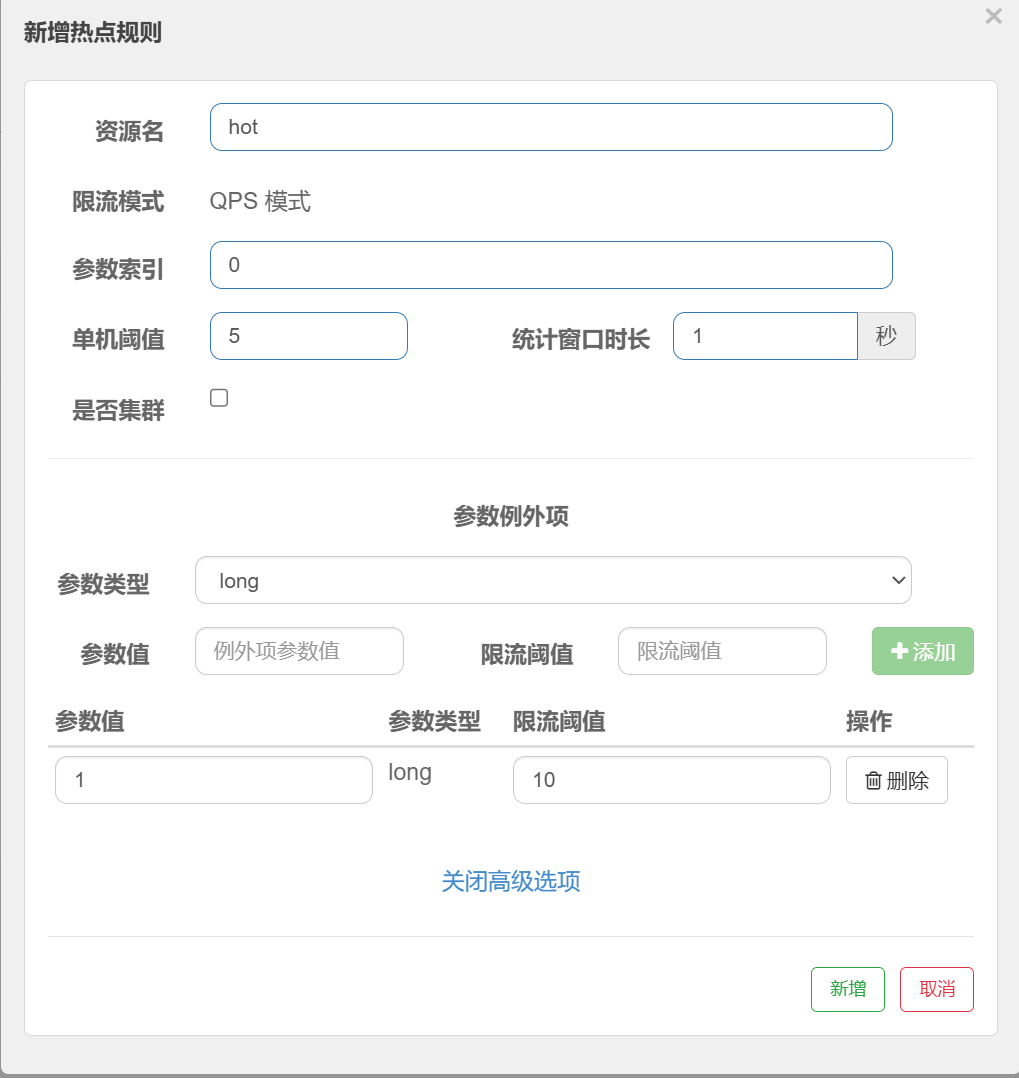 新增热点规则
×
资源名 hot
限流模式 QPS 模式
参数索引 0
单机阈值 5 统计窗口时长 1 秒
是否集群
参数例外项
参数类型 long
参数值 例外项参数值 限流阈值 限流阈值 添加
参数值 参数类型 限流阈值 操作
1 long 10 删除
关闭高级选项
新增 取消